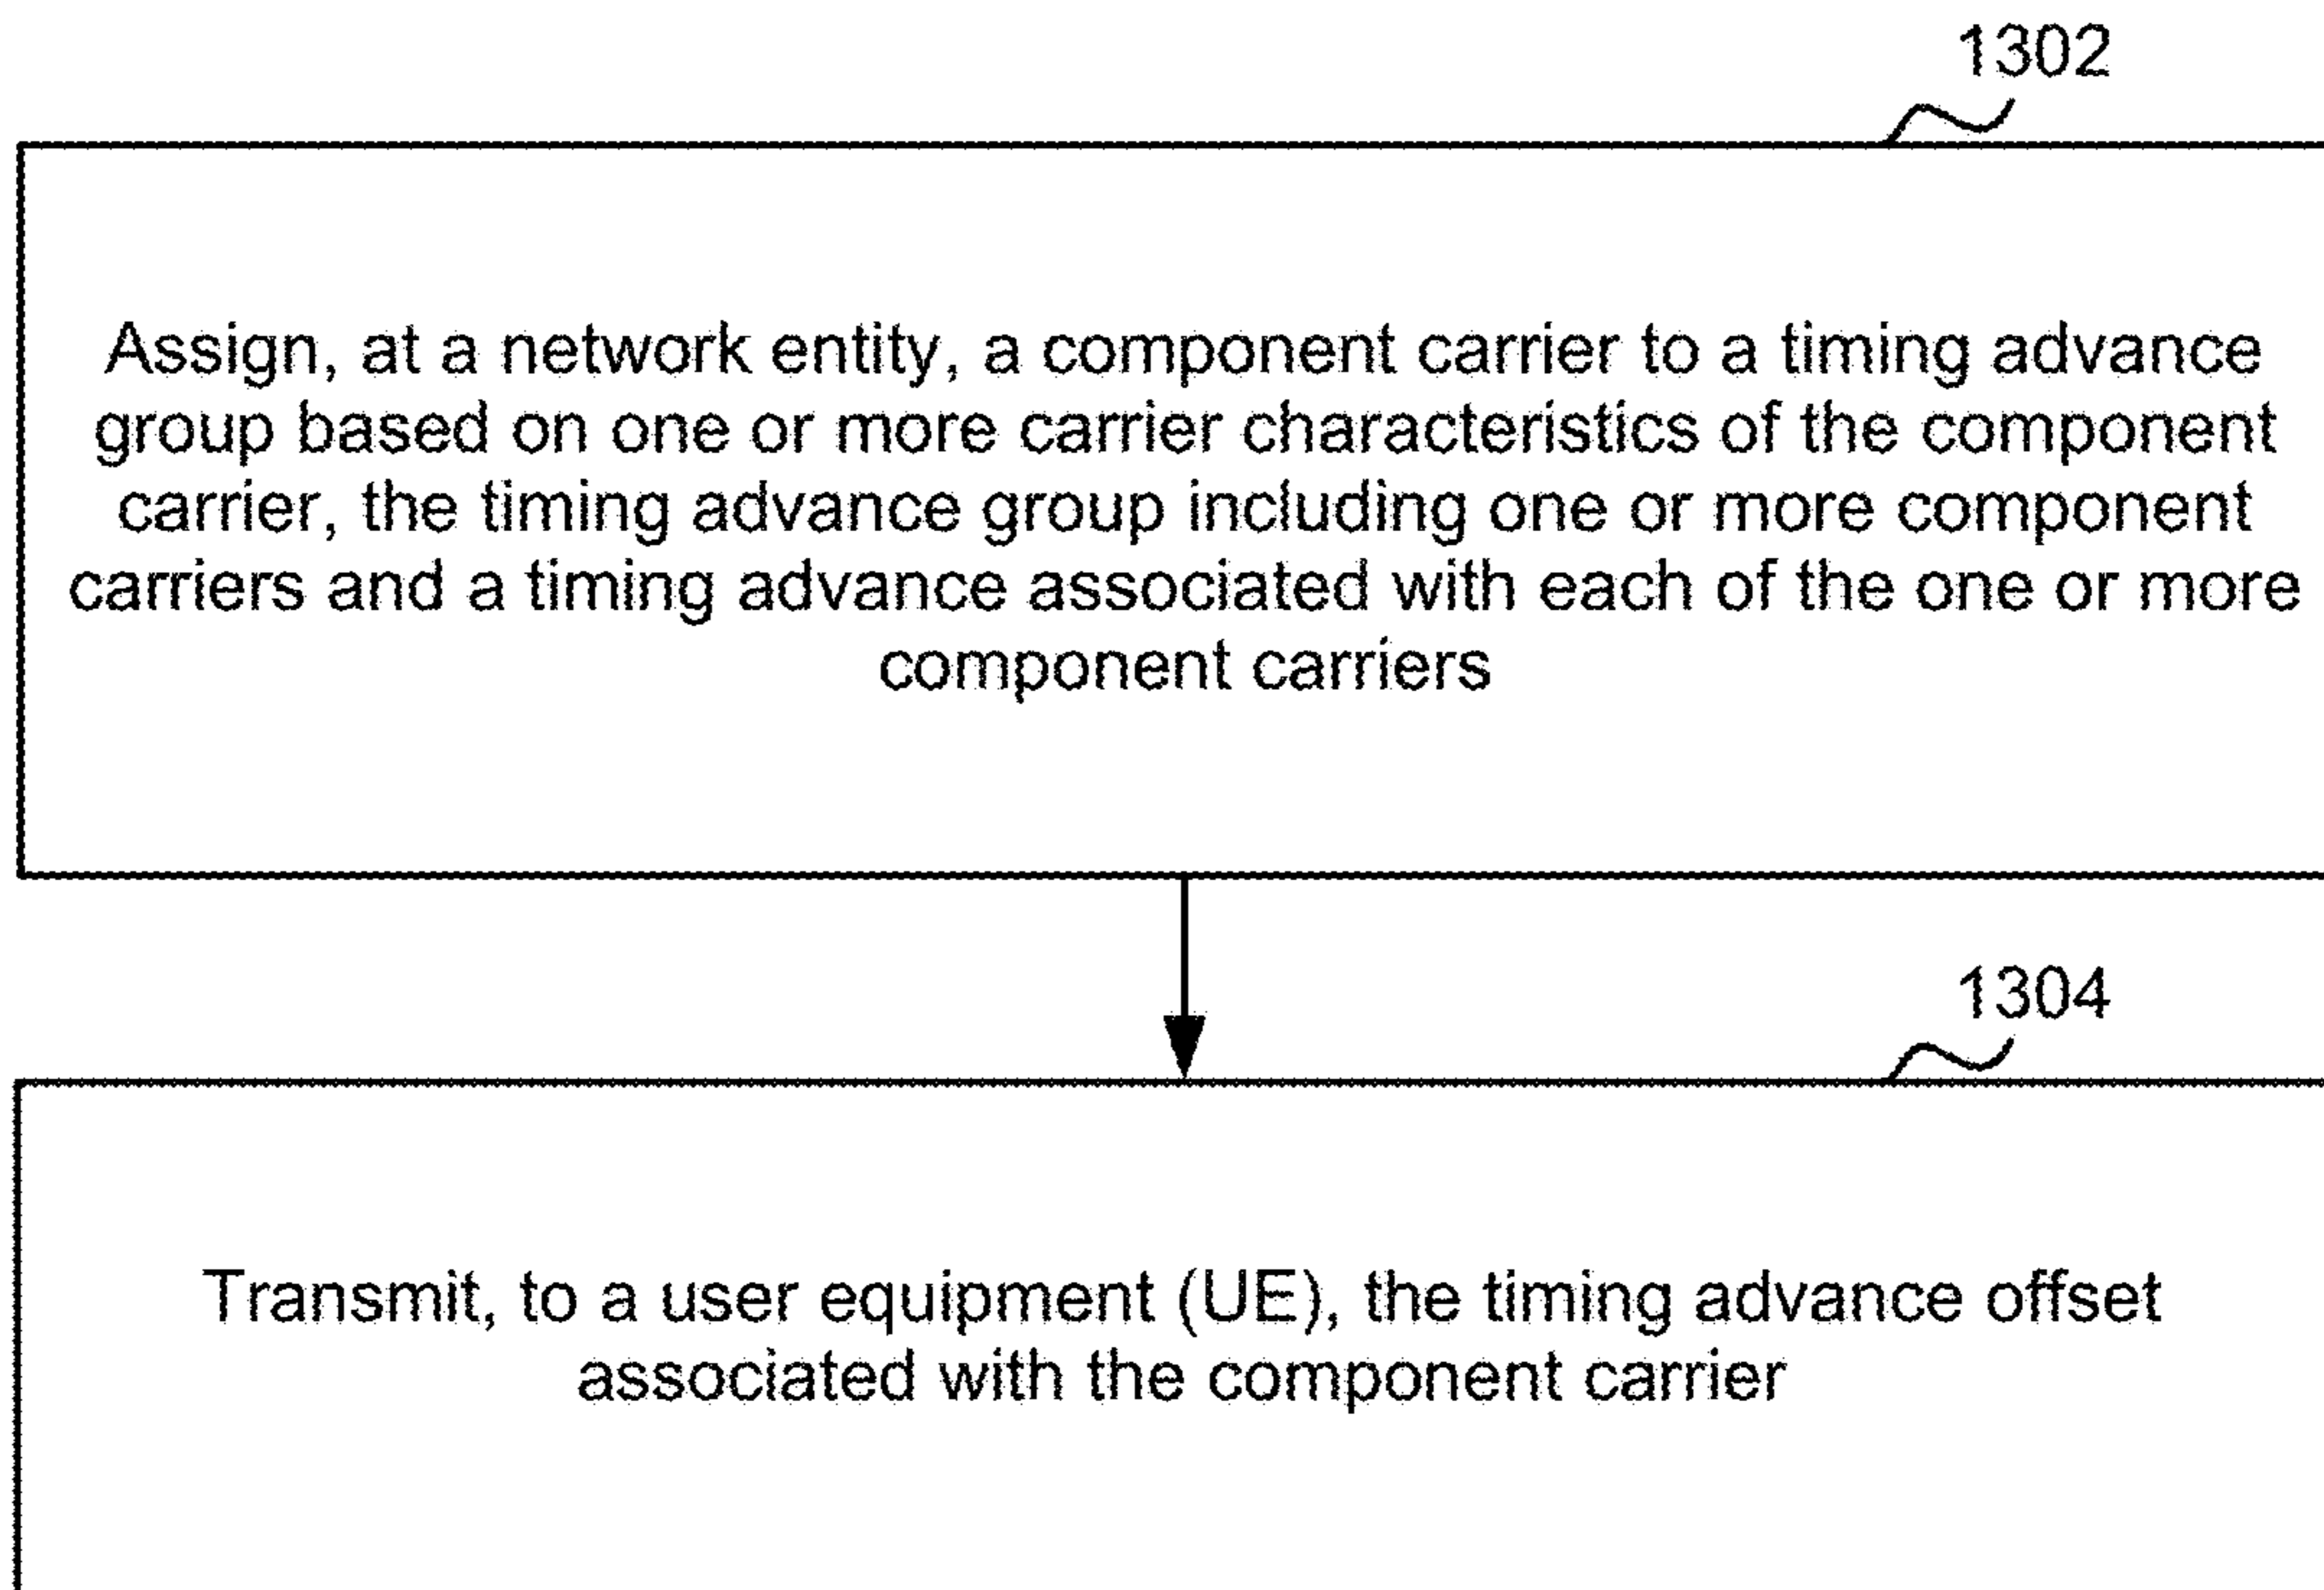 1302
Assign, at a network entity, a component carrier to a timing advance
group based on one or more carrier characteristics of the component
carrier, the timing advance group including one or more component
carriers and a timing advance associated with each of the one or more
component carriers
1304
Transmit, to a user equipment (UE), the timing advance offset
associated with the component carrier